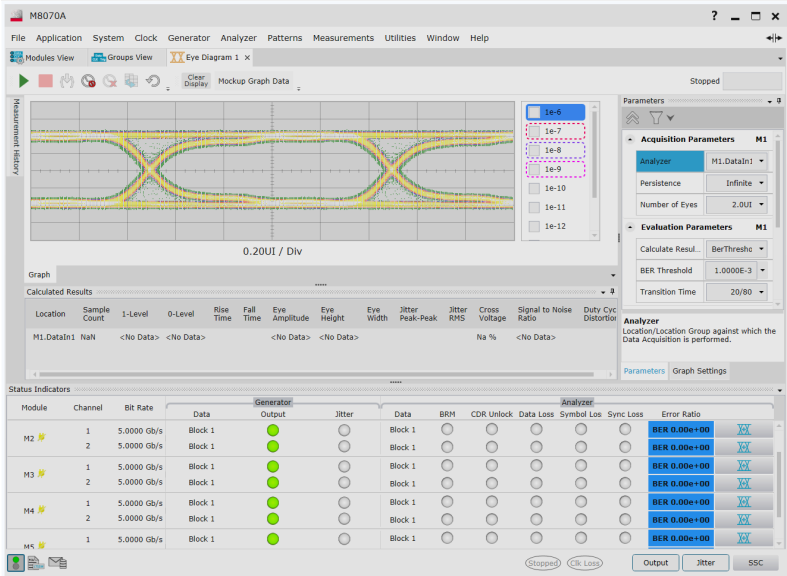 M8070A
File Application System Clock Generator Analyzer Patterns Measurements Utilities Window Help
Modules View Groups View Eye Diagram 1
Clear Display Mockup Graph Data Stopped
Measurement History
1e-6
1e-7
1e-8
1e-9
1e-10
1e-11
1e-12
0.20UI / Div
Graph
Parameters
Acquisition Parameters M1
Analyzer M1.DataIn1
Persistence Infinite
Number of Eyes 2.0UI
Evaluation Parameters M1
Calculate Resul... BerThresho
BER Threshold 1.0000E-3
Transition Time 20/80
Analyzer
Location/Location Group against which the
Data Acquisition is performed.
Parameters Graph Settings
Calculated Results
Location Sample Count 1-Level 0-Level Rise Time Fall Time Eye Amplitude Eye Height Eye Width Jitter Peak-Peak Jitter RMS Cross Voltage Signal to Noise Ratio Duty Cyc Distortion
M1.DataIn1 NaN <No Data> <No Data> <No Data> <No Data> Na % <No Data>
Status Indicators
Generator Analyzer
Module Channel Bit Rate Data Output Jitter Data BRM CDR Unlock Data Loss Symbol Los Sync Loss Error Ratio
M2 1 5.0000 Gb/s Block 1 Block 1 BER 0.00e+00
2 5.0000 Gb/s Block 1 Block 1 BER 0.00e+00
M3 1 5.0000 Gb/s Block 1 Block 1 BER 0.00e+00
2 5.0000 Gb/s Block 1 Block 1 BER 0.00e+00
M4 1 5.0000 Gb/s Block 1 Block 1 BER 0.00e+00
2 5.0000 Gb/s Block 1 Block 1 BER 0.00e+00
M5 1 5.0000 Gb/s Block 1 Block 1 BER 0.00e+00
Stopped Clk Loss Output Jitter SSC